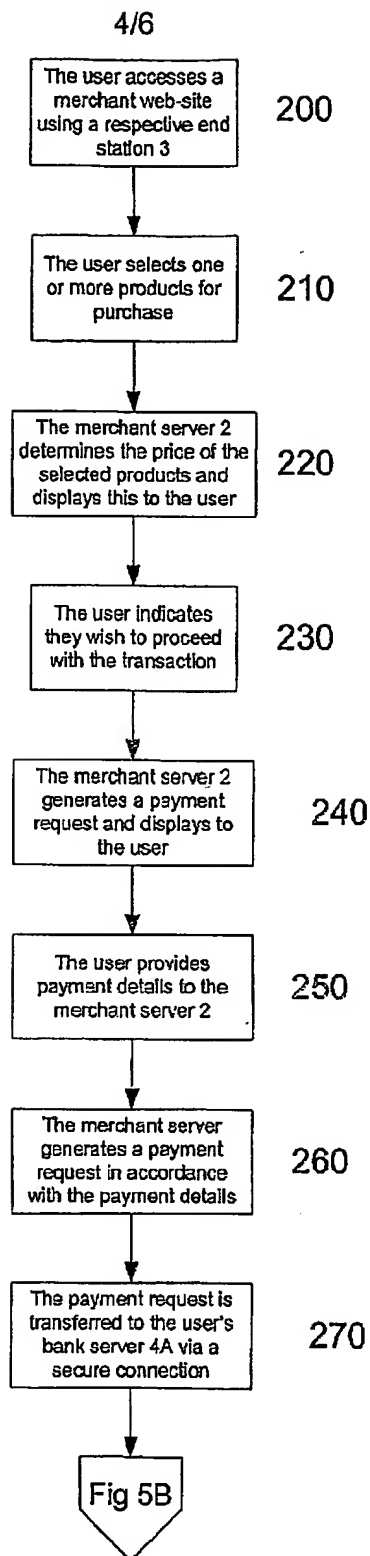 4/6
The user accesses a
merchant web-site
using a respective end
station 3
200
The user selects one
or more products for
purchase
210
The merchant server 2
determines the price of the
selected products and
displays this to the user
220
The user indicates
they wish to proceed
with the transaction
230
The merchant server 2
generates a payment
request and displays to
the user
240
The user provides
payment details to the
merchant server 2
250
The merchant server
generates a payment
request in accordance
with the payment details
260
The payment request is
transferred to the user's
bank server 4A via a
secure connection
270
Fig 5B